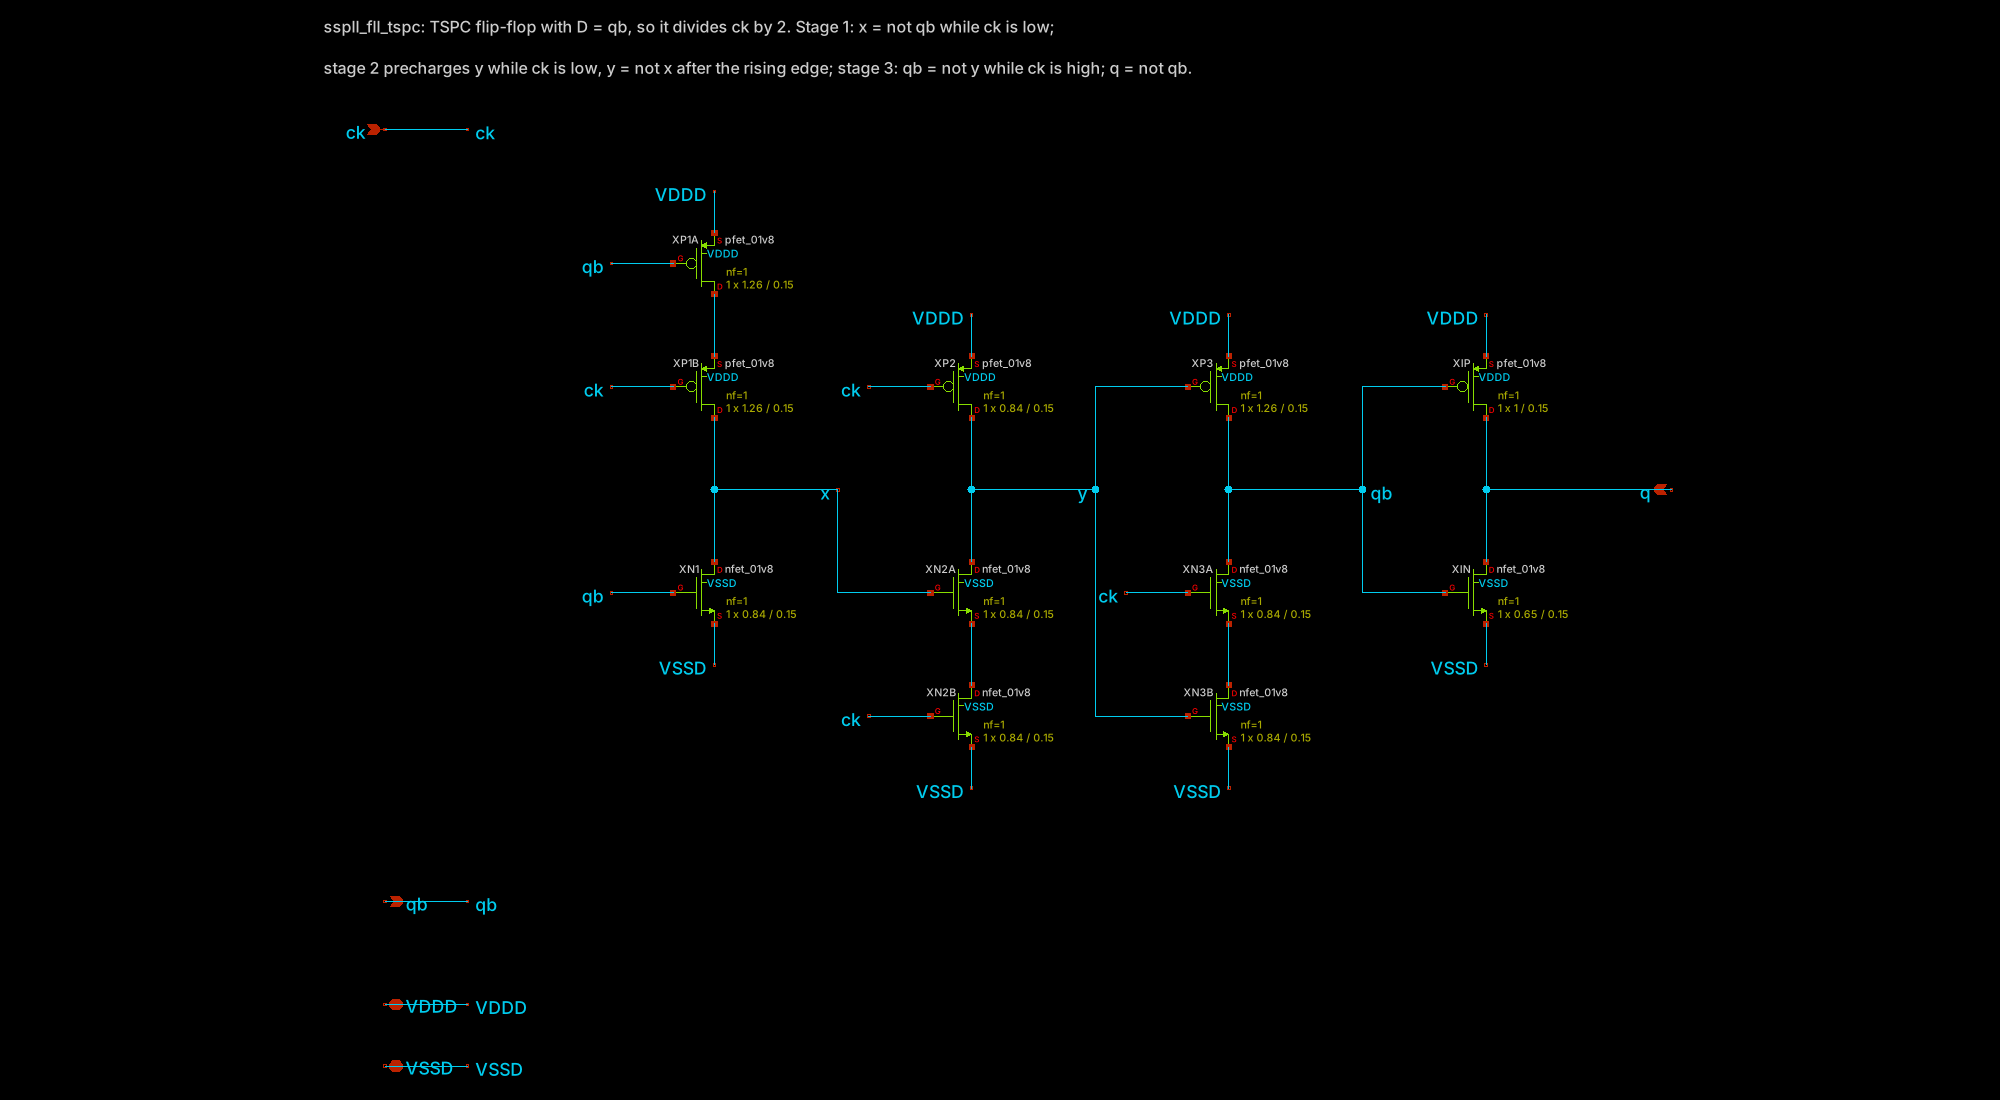 sspll_fll_tspc: TSPC flip-flop with D = qb, so it divides ck by 2. Stage 1: x = not qb while ck is low;
stage 2 precharges y while ck is low, y = not x after the rising edge; stage 3: qb = not y while ck is high; q = not qb.
ck ck
VDDD
XP1A S pfet_01v8
VDDD
qb G
nf=1
D 1 x 1.26 / 0.15
VDDD VDDD VDDD
XP1B S pfet_01v8 XP2 S pfet_01v8 XP3 S pfet_01v8 XIP S pfet_01v8
VDDD VDDD VDDD VDDD
ck G ck G G G
nf=1 nf=1 nf=1 nf=1
D 1 x 1.26 / 0.15 D 1 x 0.84 / 0.15 D 1 x 1.26 / 0.15 D 1 x 1 / 0.15
x y qb q
XN1 D nfet_01v8 XN2A D nfet_01v8 XN3A D nfet_01v8 XIN D nfet_01v8
VSSD VSSD VSSD VSSD
qb G G ck G G
nf=1 nf=1 nf=1 nf=1
S 1 x 0.84 / 0.15 S 1 x 0.84 / 0.15 S 1 x 0.84 / 0.15 S 1 x 0.65 / 0.15
VSSD VSSD
XN2B D nfet_01v8 XN3B D nfet_01v8
VSSD VSSD
ck G G
nf=1 nf=1
S 1 x 0.84 / 0.15 S 1 x 0.84 / 0.15
VSSD VSSD
qb qb
VDDD VDDD
VSSD VSSD